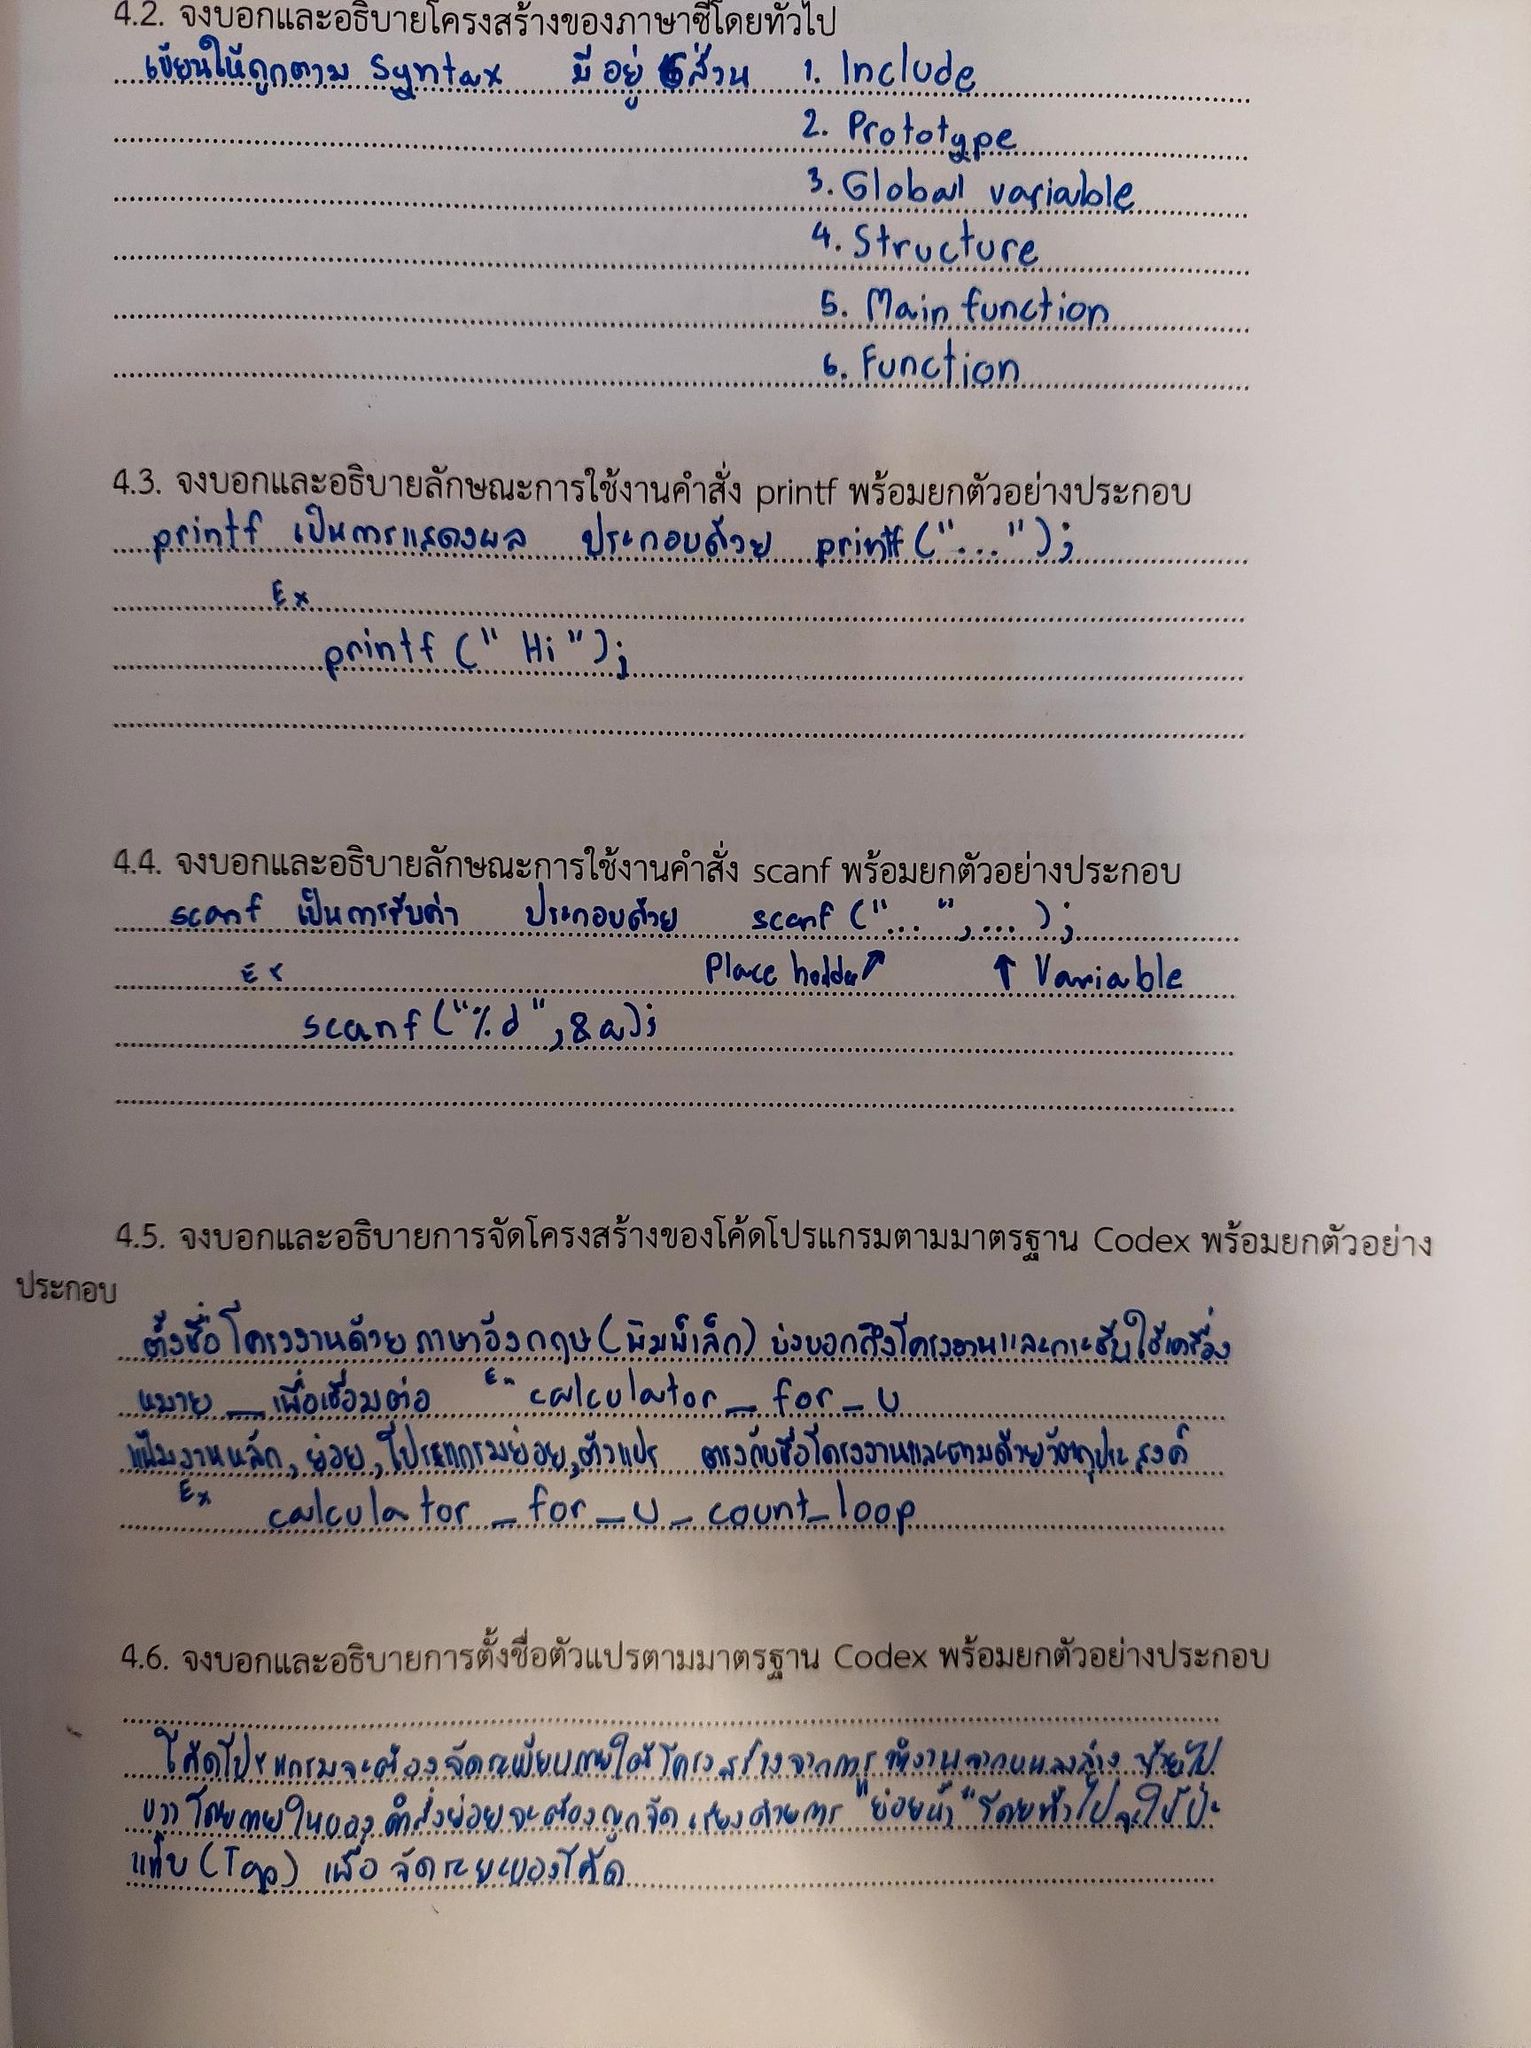 4.2. จงบอกและอธิบายโครงสร้างของภาษาซีโดยทั่วไป
เขียนให้ถูกตาม Syntax มีอยู่ 6 ส่วน 1. Include
2. Prototype
3. Global variable
4. Structure
5. Main function
6. Function
4.3. จงบอกและอธิบายลักษณะการใช้งานคำสั่ง printf พร้อมยกตัวอย่างประกอบ
printf เป็นการแสดงผล ประกอบด้วย printf("...");
Ex
printf ("Hi");
4.4. จงบอกและอธิบายลักษณะการใช้งานคำสั่ง scanf พร้อมยกตัวอย่างประกอบ
scanf เป็นการรับค่า ประกอบด้วย scanf ("...",...);
Ex Place holder↗ ↑ Variable
scanf ("%d",&a);
4.5. จงบอกและอธิบายการจัดโครงสร้างของโค้ดโปรแกรมตามมาตรฐาน Codex พร้อมยกตัวอย่าง
ประกอบ
ตั้งชื่อโครงงานด้วยภาษาอังกฤษ(พิมพ์เล็ก) บ่งบอกถึงโครงงานและกระชับใช้เครื่อง
หมาย _ เพื่อเชื่อมต่อ Ex calculator_for_u
แฟ้มงานหลัก, ย่อย, โปรแกรมย่อย, ตัวแปร ตรงกับชื่อโครงงานและตามด้วยวัตถุประสงค์
Ex calculator_for_u_count_loop
4.6. จงบอกและอธิบายการตั้งชื่อตัวแปรตามมาตรฐาน Codex พร้อมยกตัวอย่างประกอบ
โค้ดโปรแกรมจะต้องจัดระเบียบภายใต้โครงสร้างจากการทำงานจากบนลงล่าง ซ้ายไป
ขวา โดยภายในของคำสั่งย่อยจะต้องถูกจัดเรียงด้วยการ "ย่อหน้า" โดยทั่วไปจะใช้ปุ่ม
แท็บ (Tab) เพื่อจัดระยะของโค้ด